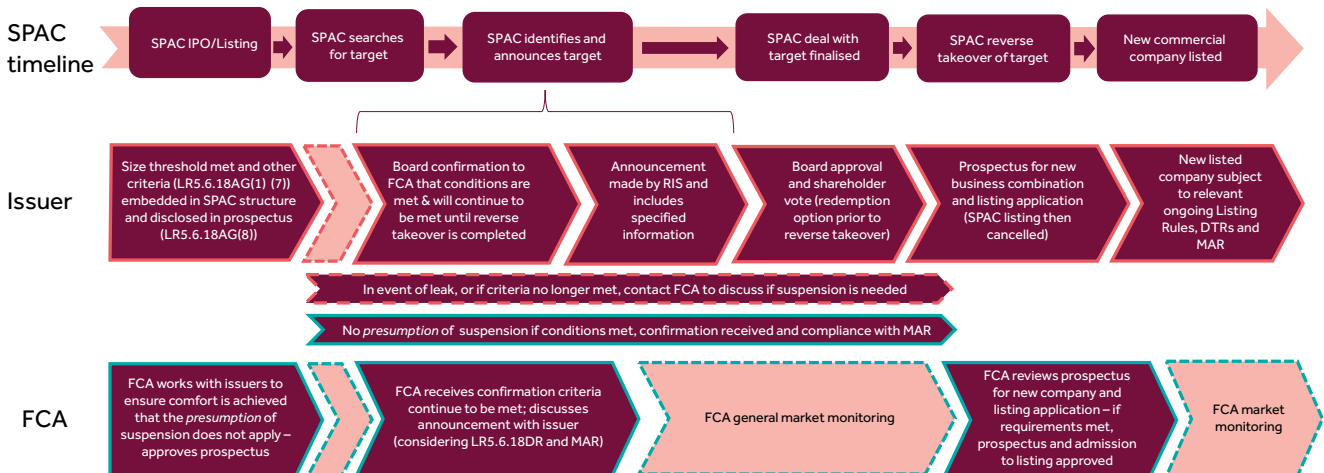 SPAC
timeline
SPAC IPO/Listing
SPAC searches
for target
SPAC identifies and
announces target
SPAC deal with
target finalised
SPAC reverse
takeover of target
New commercial
company listed
Issuer
Size threshold met and other
criteria (LR5.6.18AG(1) (7))
embedded in SPAC structure
and disclosed in prospectus
(LR5.6.18AG(8))
Board confirmation to
FCA that conditions are
met & will continue to
be met until reverse
takeover is completed
Announcement
made by RIS and
includes
specified
information
Board approval
and shareholder
vote (redemption
option prior to
reverse takeover)
Prospectus for new
business combination
and listing application
(SPAC listing then
cancelled)
New listed
company subject
to relevant
ongoing Listing
Rules, DTRs and
MAR
In event of leak, or if criteria no longer met, contact FCA to discuss if suspension is needed
No presumption of suspension if conditions met, confirmation received and compliance with MAR
FCA
FCA works with issuers to
ensure comfort is achieved
that the presumption of
suspension does not apply –
approves prospectus
FCA receives confirmation criteria
continue to be met; discusses
announcement with issuer
(considering LR5.6.18DR and MAR)
FCA general market monitoring
FCA reviews prospectus
for new company and
listing application – if
requirements met,
prospectus and admission
to listing approved
FCA market
monitoring